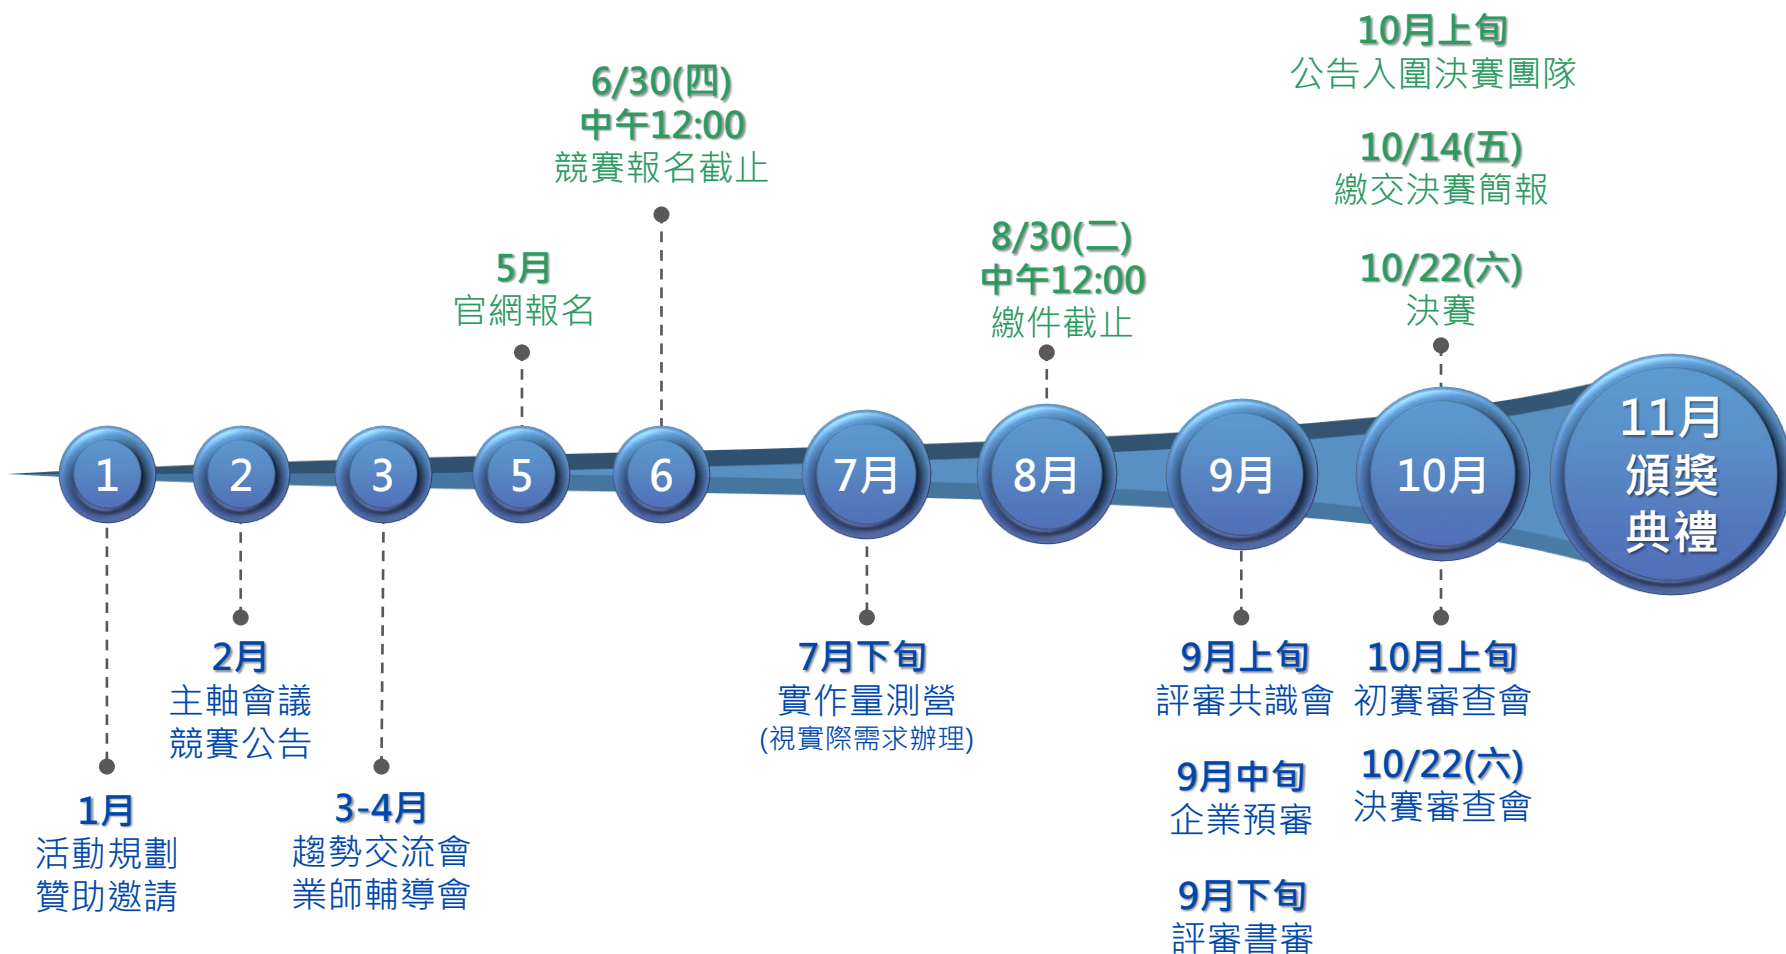 10月上旬
公告入圍決賽團隊
10/14(五)
繳交決賽簡報
10/22(六)
決賽
6/30(四)
中午12:00
競賽報名截止
8/30(二)
中午12:00
繳件截止
5月
官網報名
1
2
3
5
6
7月
8月
9月
10月
11月
頒獎
典禮
1月
活動規劃
贊助邀請
2月
主軸會議
競賽公告
3-4月
趨勢交流會
業師輔導會
7月下旬
實作量測營
(視實際需求辦理)
9月上旬
評審共識會
9月中旬
企業預審
9月下旬
評審書審
10月上旬
初賽審查會
10/22(六)
決賽審查會